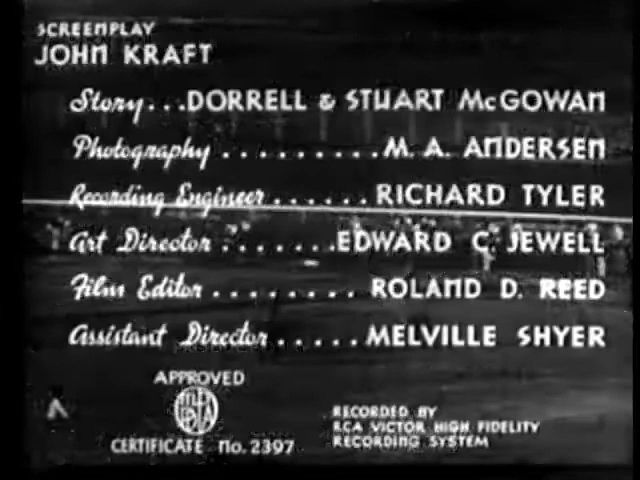 SCREENPLAY
JOHN KRAFT
Story...DORRELL & STUART McGOWAN
Photography.........M. A. ANDERSEN
Recording Engineer......RICHARD TYLER
Art Director.......EDWARD C. JEWELL
Film Editor.........ROLAND D. REED
Assistant Director.....MELVILLE SHYER
APPROVED
CERTIFICATE No. 2397
RECORDED BY
RCA VICTOR HIGH FIDELITY
RECORDING SYSTEM